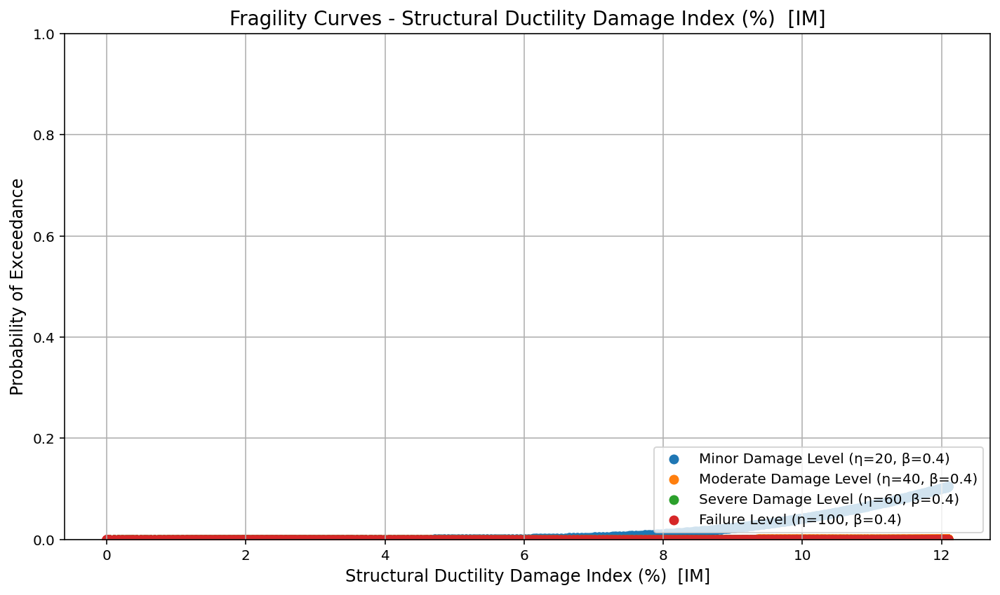 Fragility Curves - Structural Ductility Damage Index (%)  [IM]
Probability of Exceedance
1.0
0.8
0.6
0.4
0.2
0.0
Minor Damage Level (η=20, β=0.4)
Moderate Damage Level (η=40, β=0.4)
Severe Damage Level (η=60, β=0.4)
Failure Level (η=100, β=0.4)
0 2 4 6 8 10 12
Structural Ductility Damage Index (%)  [IM]